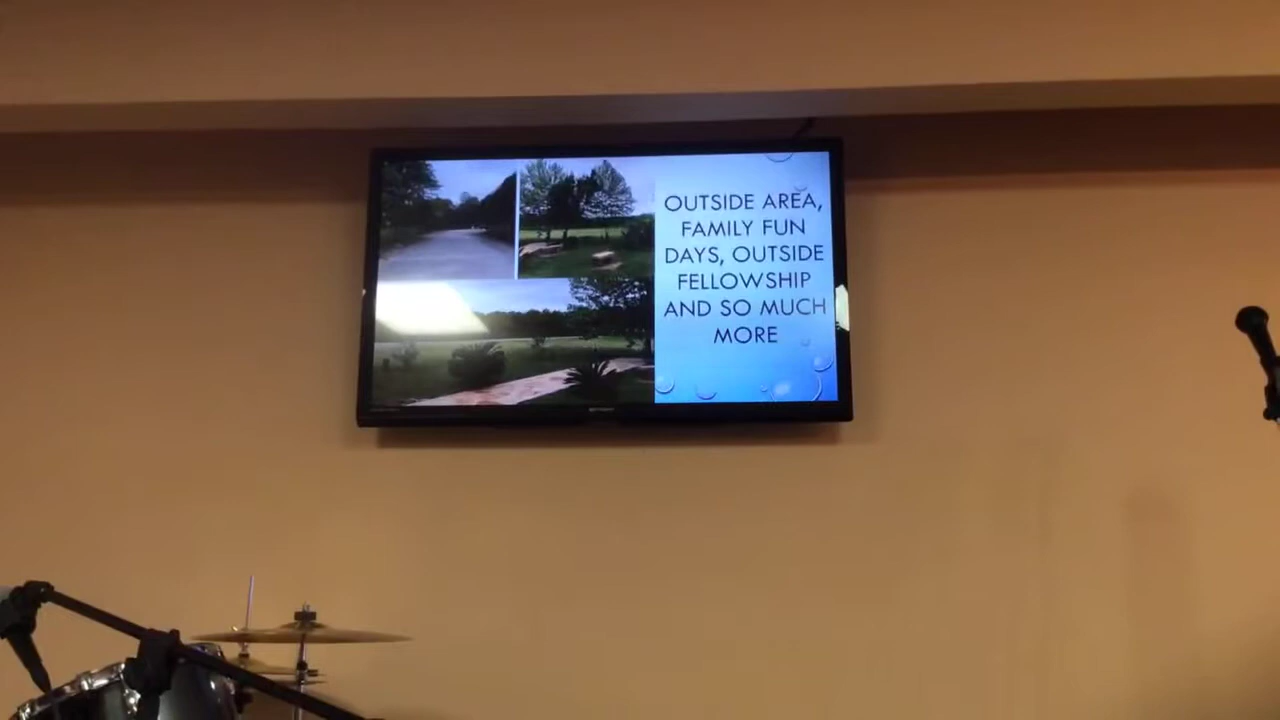 OUTSIDE AREA,
FAMILY FUN
DAYS, OUTSIDE
FELLOWSHIP
AND SO MUCH
MORE